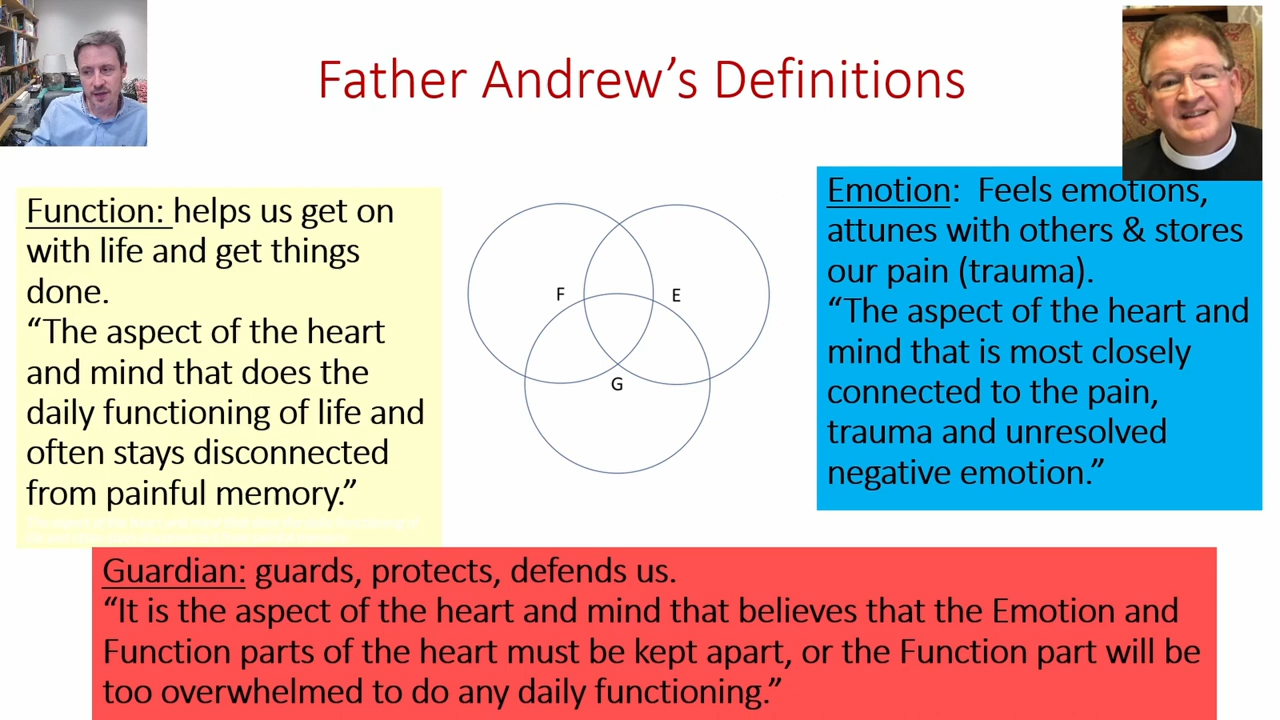 Father Andrew’s Definitions
Function: helps us get on
with life and get things
done.
“The aspect of the heart
and mind that does the
daily functioning of life and
often stays disconnected
from painful memory.”
F
E
G
Emotion:  Feels emotions,
attunes with others & stores
our pain (trauma).
“The aspect of the heart and
mind that is most closely
connected to the pain,
trauma and unresolved
negative emotion.”
Guardian: guards, protects, defends us.
“It is the aspect of the heart and mind that believes that the Emotion and
Function parts of the heart must be kept apart, or the Function part will be
too overwhelmed to do any daily functioning.”